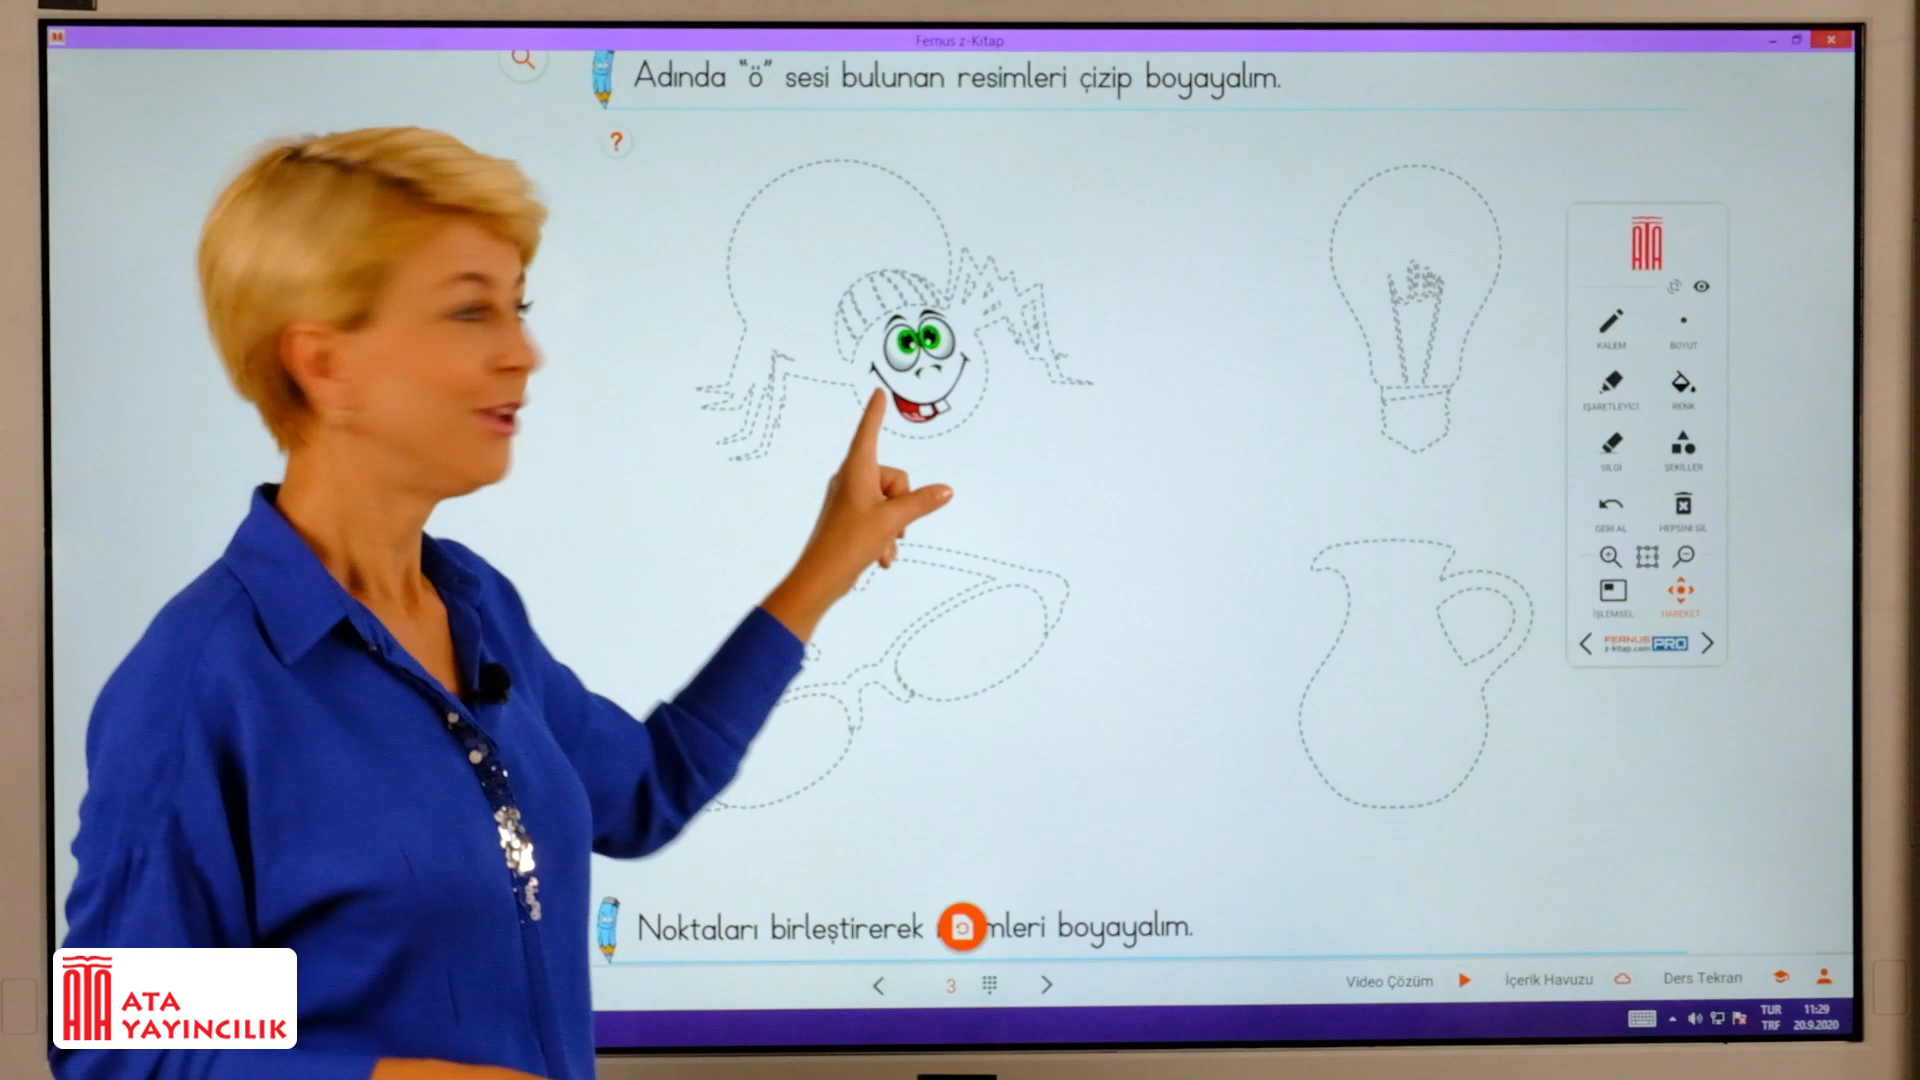 Fernus z-Kitap
Adında "ö" sesi bulunan resimleri çizip boyayalım.
?
ATA
KALEM
BOYUT
İŞARETLEYİCİ
RENK
SİLGİ
ŞEKİLLER
GERİ AL
HEPSİNİ SİL
İŞLEMSEL
HAREKET
FERNUS
z-kitap.com PRO
Noktaları birleştirerek mleri boyayalım.
3
Video Çözüm
İçerik Havuzu
Ders Tekrarı
TUR
TRF
11:29
20.9.2020
ATA
ATA
YAYINCILIK